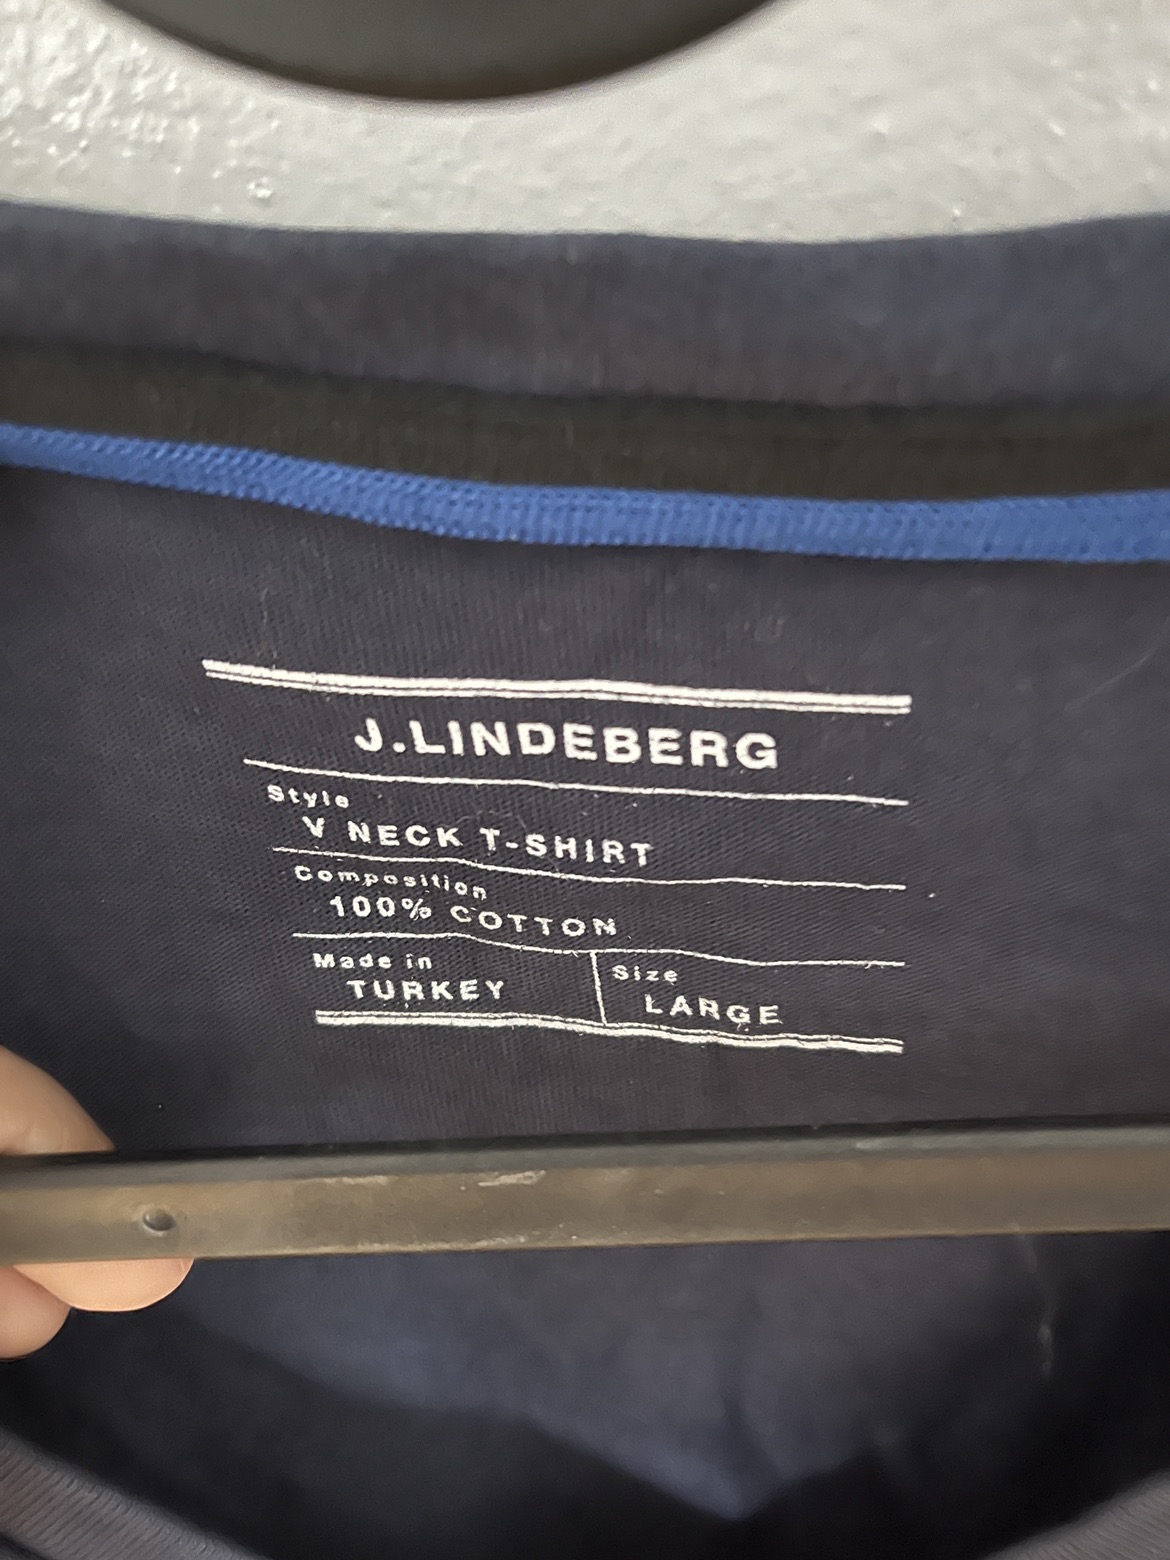 J.LINDEBERG
Style
V NECK T-SHIRT
Composition
100% COTTON
Made in
TURKEY
Size
LARGE